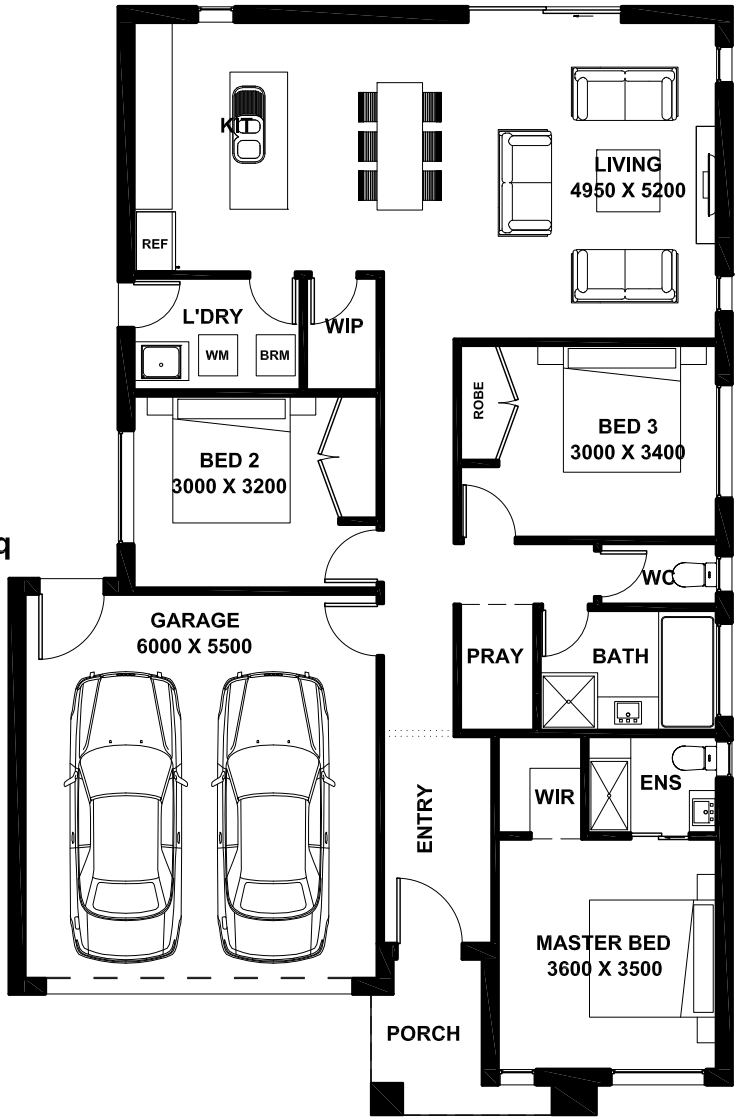 KIT
LIVING
4950 X 5200
REF
L'DRY
WIP
WM
BRM
ROBE
BED 3
3000 X 3400
BED 2
3000 X 3200
q
WC
GARAGE
6000 X 5500
PRAY
BATH
ENS
WIR
ENTRY
MASTER BED
3600 X 3500
PORCH